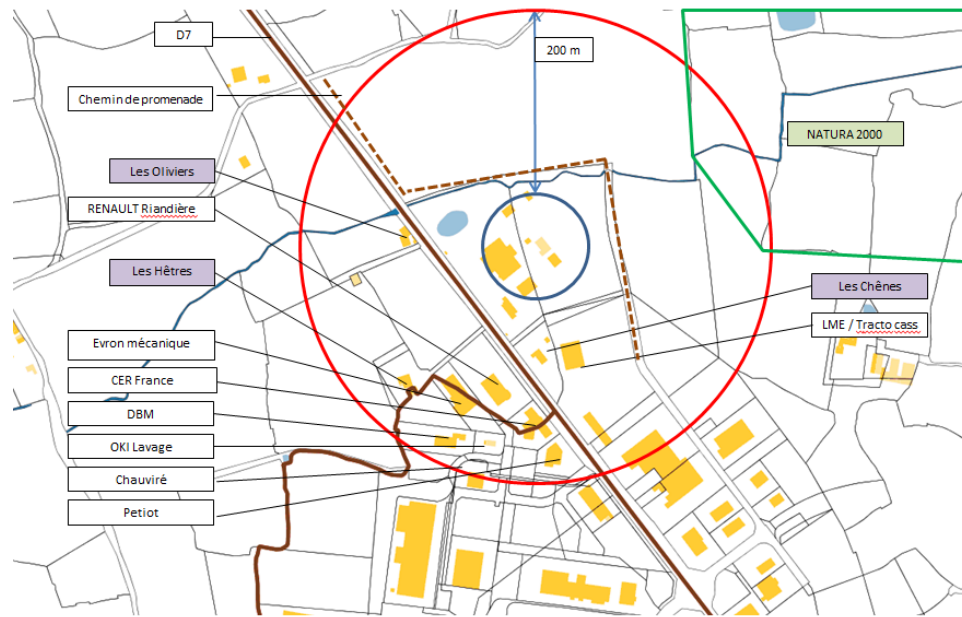 D7
200 m
Chemin de promenade
NATURA 2000
Les Oliviers
RENAULT Riandière
Les Hêtres
Les Chênes
LME / Tracto cass
Evron mécanique
CER France
DBM
OKI Lavage
Chauviré
Petiot